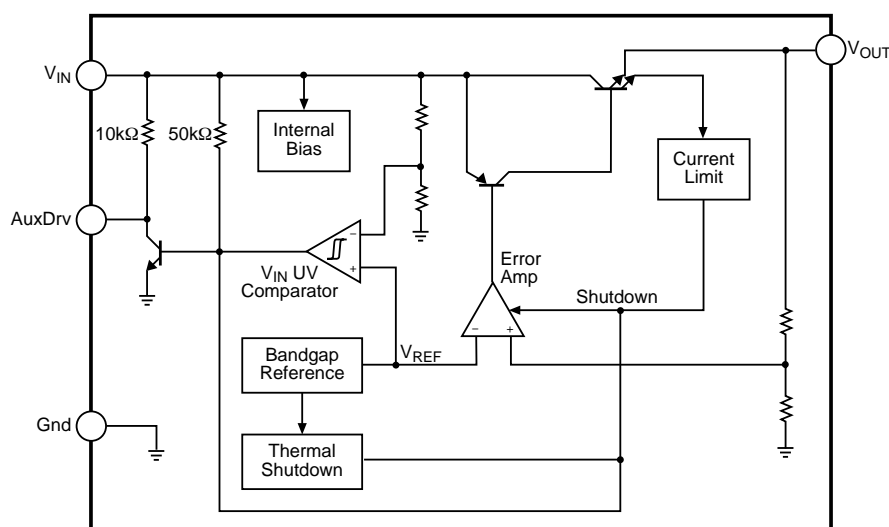 VOUT
VIN
10kΩ
50kΩ
Internal
Bias
Current
Limit
AuxDrv
−
+
VIN UV
Comparator
Error
Amp
Shutdown
−
+
Bandgap
Reference
VREF
Gnd
Thermal
Shutdown